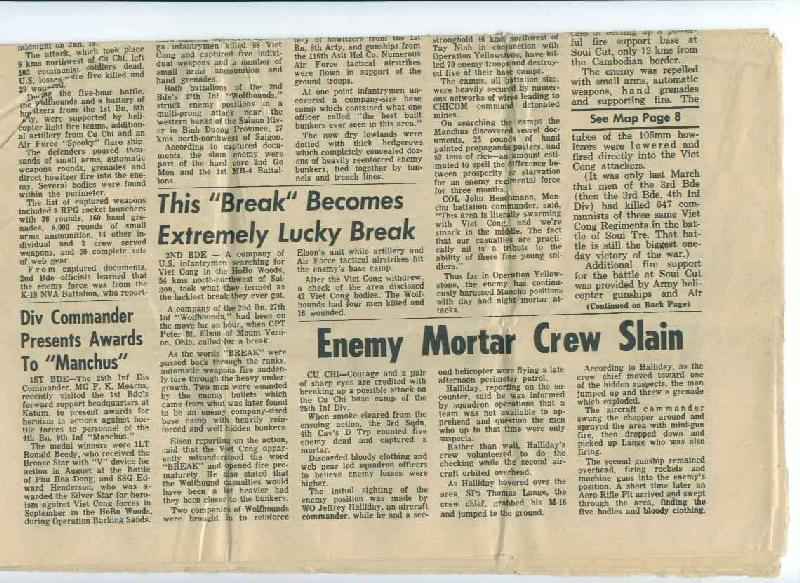 The attack, which took place
9 kms northwest of Cu Chi, left
U.S. losses five killed and
During the five-hour battle,
the Wolfhounds and a battery of
howitzers from the 1st Bn, 8th
Arty, were supported by heli-
copter light fire teams, addition-
al artillery from Cu Chi and an
Air Force "Spooky" flare ship.
The defenders poured thou-
sands of small arms, automatic
weapons rounds, grenades and
direct howitzer fire into the ene-
my. Several bodies were found
within the perimeter.
The list of captured weapons
included 5 RPG rocket launchers
with 76 rounds, 160 hand gre-
nades, 6,000 rounds of small
arms ammunition, 14 other in-
dividual and 3 crew served
weapons, and 20 complete sets
of web gear.
From captured documents,
2nd Bde officials learned that
the enemy force was from the
K-19 NVA Battalion, who report-
Div Commander
Presents Awards
To "Manchus"
1ST BDE—The 25th Inf Div
Commander, MG F. K. Mearns,
recently visited the 1st Bde's
forward support headquarters at
Katum, to present awards for
heroism in actions against hos-
tile forces to personnel of the
4th Bn, 9th Inf "Manchus."
The medal winners were 1LT
Ronald Beedy, who received the
Bronze Star with "V" device for
action in August at the Battle
of Phu Hoa Dong; and SSG Ed-
ward Henderson, who was a-
warded the Silver Star for hero-
ism against Viet Cong forces in
September in the HoBo Woods,
during Operation Barking Sands.
ga infantrymen killed 18 Viet
Cong and captured five indivi-
dual weapons and a number of
small arms ammunition and
hand grenades.
Both battalions of the 2nd
Bde's 27th Inf "Wolfhounds,"
struck enemy positions in a
multi-prong attack near the
western banks of the Saigon Riv-
er in Binh Duong Province, 27
kms north-northwest of Saigon.
According to captured docu-
ments the slain enemy were
part of the hard core 2nd Go
Mon and the 1st MR-4 Battal-
ions.
of howitzers from the 1st
Bn, 8th Arty, and gunships from
the 116th Aslt Hel Co. Numerous
Air Force tactical airstrikes
were flown in support of the
ground troops.
At one point infantrymen un-
covered a company-size base
camp which contained what one
officer called "the best built
bunkers ever seen in this area."
The now dry lowlands were
dotted with thick hedgerows
which completely concealed doz-
ens of heavily reenforced enemy
bunkers, tied together by tun-
nels and trench lines.
This "Break" Becomes
Extremely Lucky Break
2ND BDE — A company of
U.S. infantrymen searching for
Viet Cong in the HoBo Woods,
54 kms north-northwest of Sai-
gon, took what they termed as
the luckiest break they ever got.
A company of the 2nd Bn, 27th
Inf "Wolfhounds," had been on
the move for an hour, when CPT
Peter M. Elson of Mount Ver-
non, Ohio, called for a break.
As the words "BREAK" were
passed back through the ranks,
automatic weapons fire sudden-
ly tore through the heavy under-
growth. Two men were wounded
by the enemy bullets which
came from what was later found
to be an enemy company-sized
base camp with heavily rein-
forced and well hidden bunkers.
Elson reporting on the action,
said that the Viet Cong appar-
ently misunderstood the word
"BREAK" and opened fire pre-
maturely. He also stated that
the Wolfhound casualties would
have been a lot heavier had
they been closer to the bunkers.
Two companies of Wolfhounds
were brought in to reinforce
Elson's unit while artillery and
Air Force tactical airstrikes hit
the enemy's base camp.
After the Viet Cong withdrew,
a check of the area disclosed
41 Viet Cong bodies. The Wolf-
hounds had four men killed and
16 wounded.
stronghold 16 kms northwest of
Tay Ninh in conjunction with
Operation Yellowstone, have kil-
led 70 enemy troops and destroy-
ed five of their base camps.
The camps, all battalion size,
were heavily secured by numer-
ous networks of wires leading to
CHICOM command detonated
mines.
On searching the camps the
Manchus discovered vessel doc-
uments, 25 pounds of hand
painted propaganda posters, and
60 tons of rice—an amount esti-
mated to spell the difference be-
tween prosperity or starvation
for an enemy regimental force
for three months.
COL John Henchmann, Man-
chu battalion commander, said,
"This area is literally swarming
with Viet Cong, and we're
smack in the middle. The fact
that our casualties are practi-
cally nil is a tribute to the
ability of these fine young sol-
diers."
Thus far in Operation Yellow-
stone, the enemy has continu-
ously harassed Manchu positions
with day and night mortar at-
tacks.
ful fire support base at
Soui Cut, only 12 kms from
the Cambodian border.
The enemy was repelled
with small arms, automatic
weapons, hand grenades
and supporting fire. The
See Map Page 8
tubes of the 105mm how-
itzers were lowered and
fired directly into the Viet
Cong attackers.
(It was only last March
that men of the 3rd Bde
(then the 3rd Bde, 4th Inf
Div) had killed 647 com-
munists of these same Viet
Cong Regiments in the bat-
tle of Soui Tre. That bat-
tle is still the biggest one-
day victory of the war.)
Additional fire support
for the battle at Soui Cut
was provided by Army heli-
copter gunships and Air
(Continued on Back Page)
Enemy Mortar Crew Slain
CU CHI—Courage and a pair
of sharp eyes are credited with
breaking up a possible attack on
the Cu Chi base camp of the
25th Inf Div.
When smoke cleared from the
ensuing action, the 3rd Sqdn,
4th Cav's D Trp counted five
enemy dead and captured a
mortar.
Discarded bloody clothing and
web gear led squadron officers
to believe enemy losses were
higher.
The initial sighting of the
enemy position was made by
WO Jeffrey Halliday, an aircraft
commander, while he and a sec-
ond helicopter were flying a late
afternoon perimeter patrol.
Halliday, reporting on the en-
counter, said he was informed
by squadron operations that a
team was not available to ap-
prehend and question the men
who up to that time were only
suspects.
Rather than wait, Halliday's
crew volunteered to do the
checking while the second air-
craft orbited overhead.
As Halliday hovered over the
area, SP5 Thomas Lanox, the
crew chief, grabbed his M-16
and jumped to the ground.
According to Halliday, as the
crew chief moved toward one
of the hidden suspects, the man
jumped up and threw a grenade
which exploded.
The aircraft commander
swung the chopper around and
sprayed the area with mini-gun
fire, then dropped down and
picked up Lanox who was also
firing.
The second gunship remained
overhead, firing rockets and
machine guns into the enemy's
position. A short time later an
Aero Rifle Plt arrived and swept
through the area, finding the
five bodies and bloody clothing.